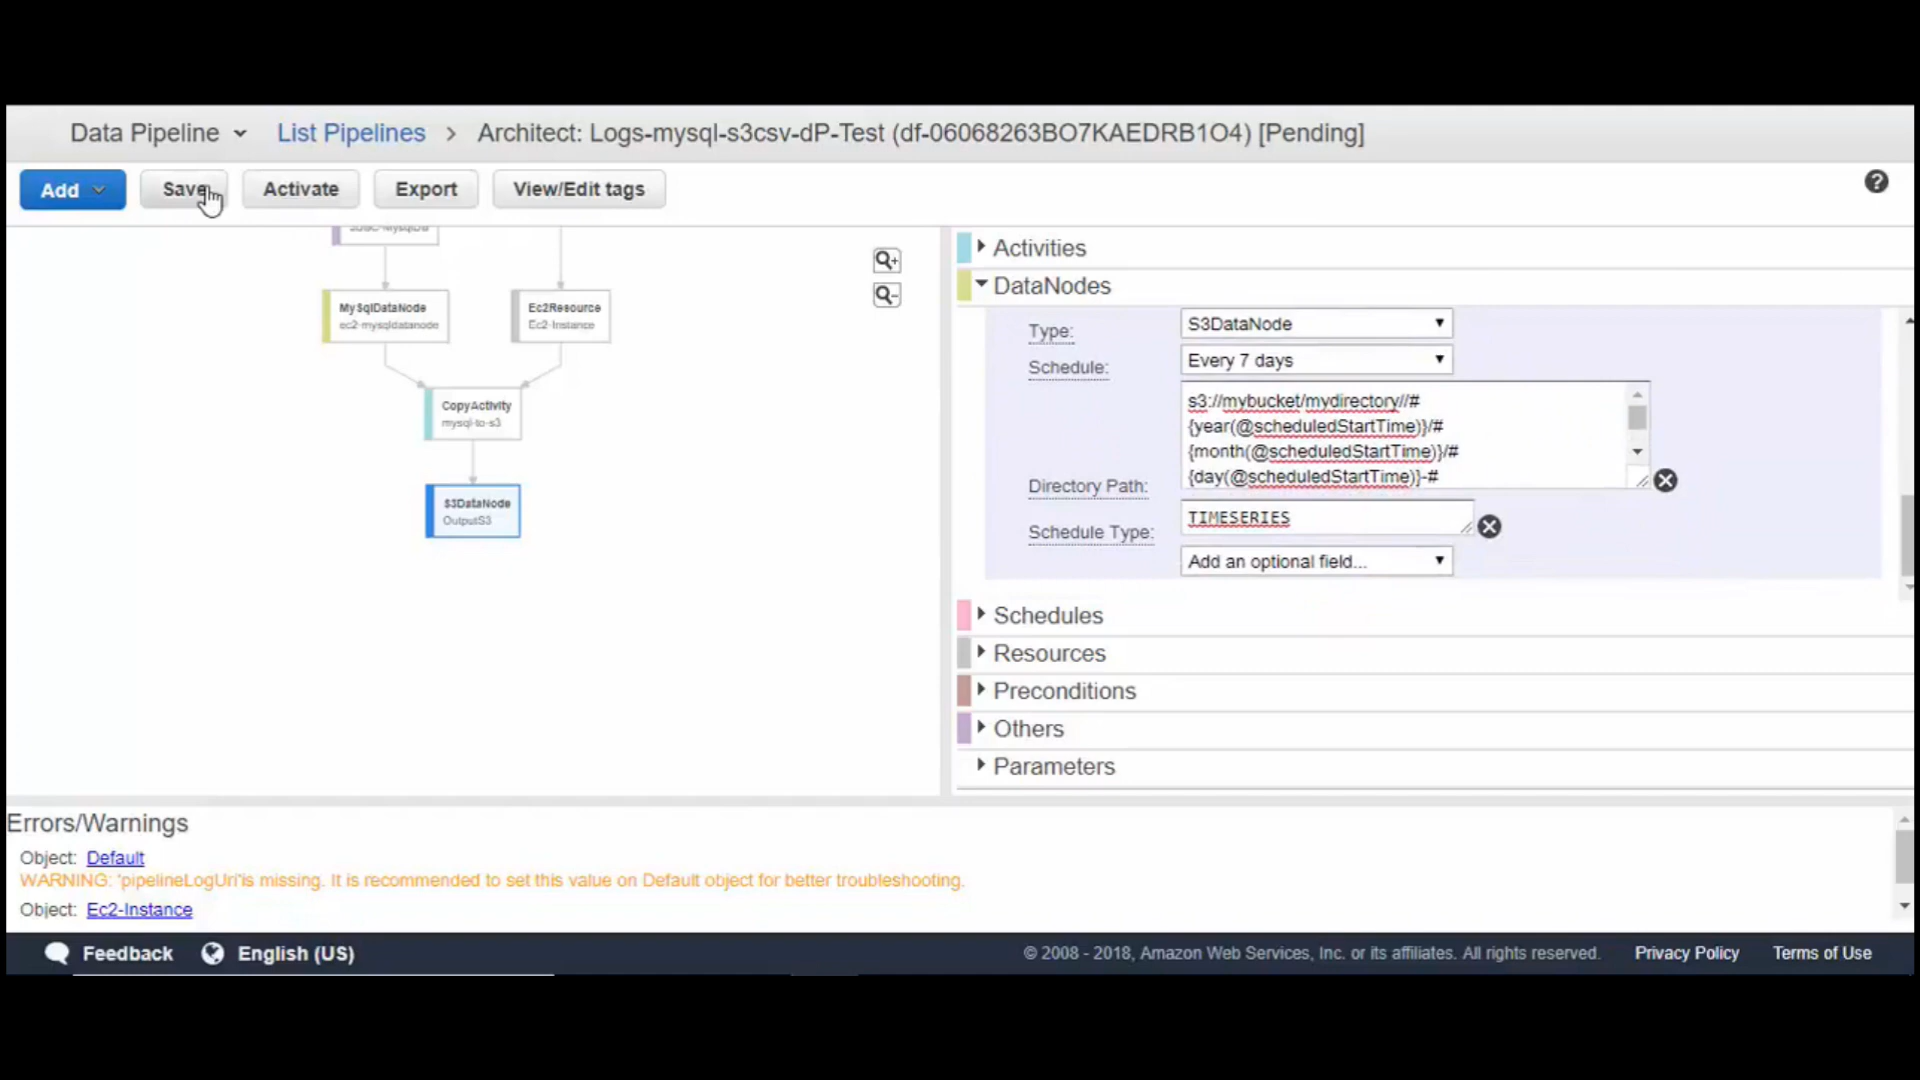 Data Pipeline List Pipelines > Architect: Logs-mysql-s3csv-dP-Test (df-06068263BO7KAEDRB1O4) [Pending]
Add Save Activate Export View/Edit tags
MySqlDataNode
ec2-mysqldatanode
Ec2Resource
Ec2-Instance
CopyActivity
mysql-to-s3
S3DataNode
OutputS3
Activities
DataNodes
Type: S3DataNode
Schedule: Every 7 days
s3://mybucket/mydirectory//#
{year(@scheduledStartTime)}/#
{month(@scheduledStartTime)}/#
{day(@scheduledStartTime)}-#
Directory Path:
Schedule Type: TIMESERIES
Add an optional field...
Schedules
Resources
Preconditions
Others
Parameters
Errors/Warnings
Object: Default
WARNING: 'pipelineLogUri'is missing. It is recommended to set this value on Default object for better troubleshooting.
Object: Ec2-Instance
Feedback English (US) © 2008 - 2018, Amazon Web Services, Inc. or its affiliates. All rights reserved. Privacy Policy Terms of Use